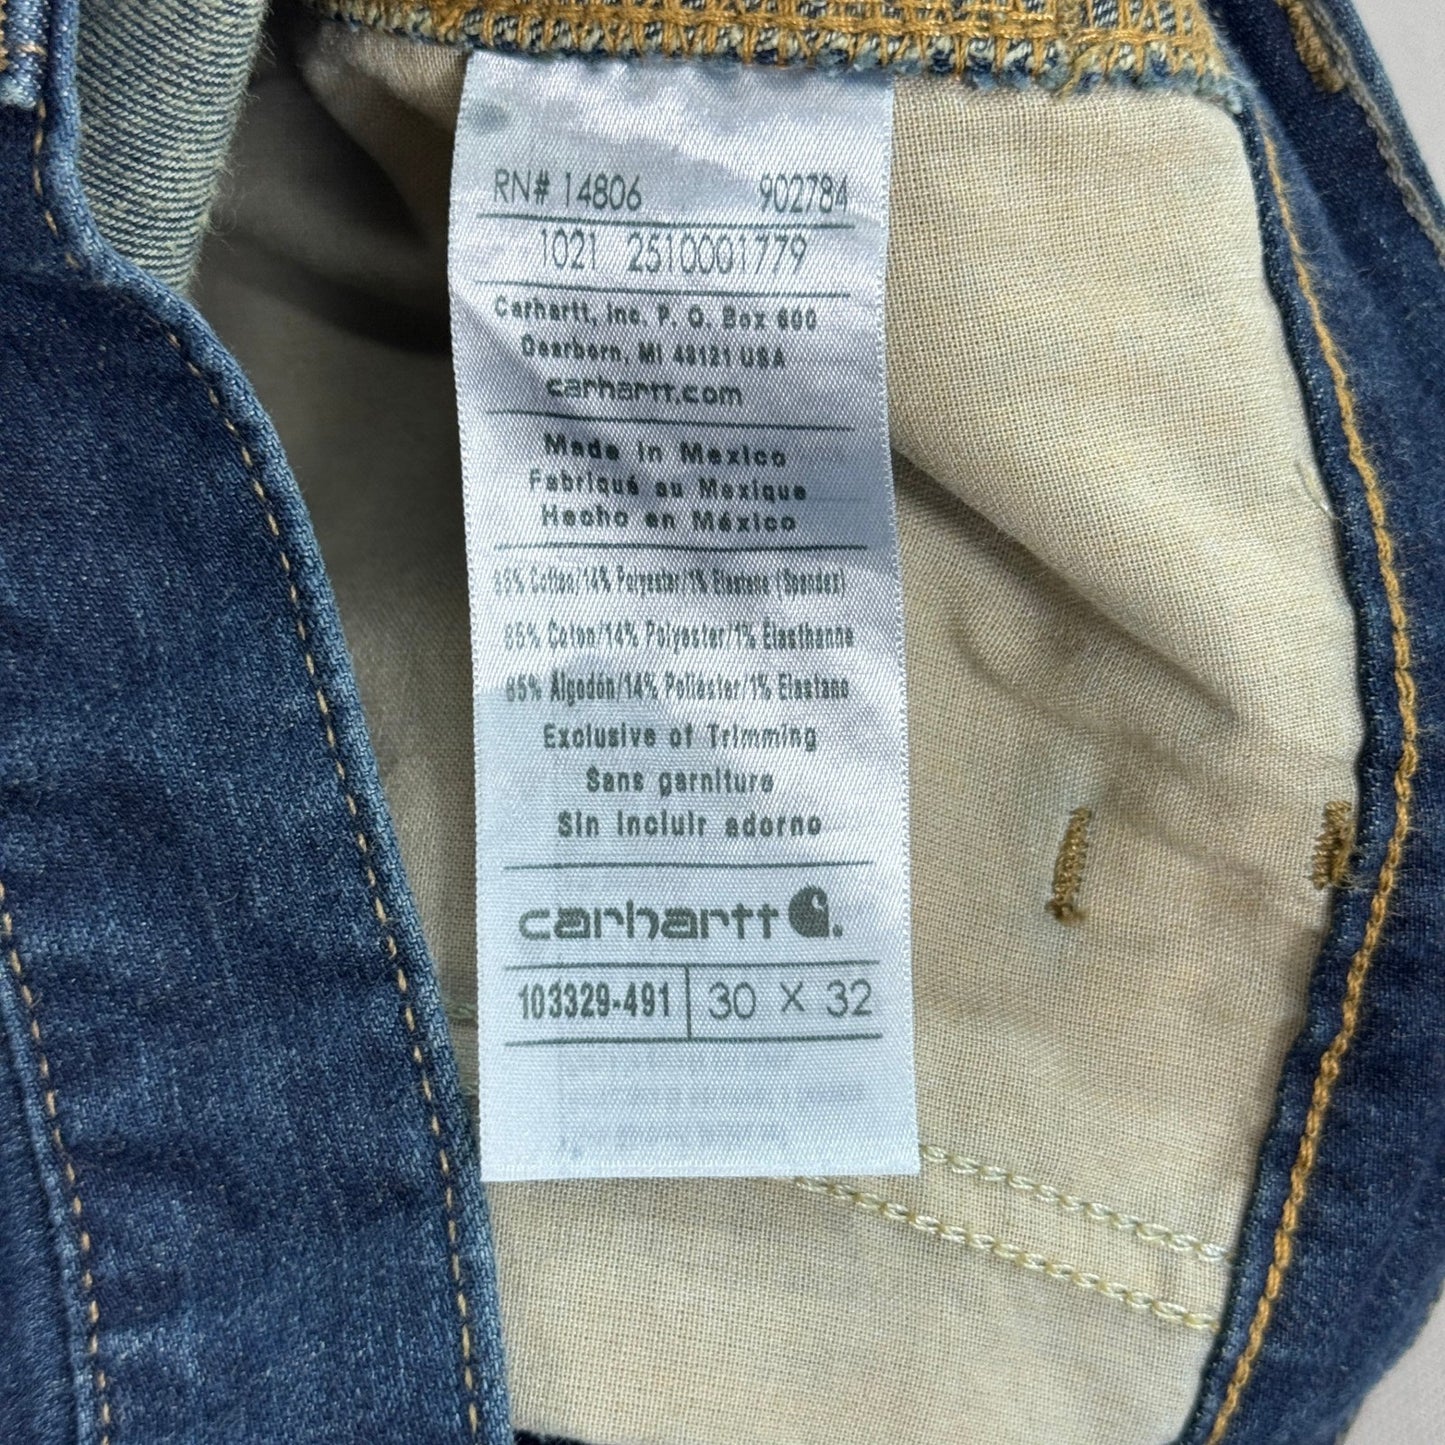 RN# 14806 902784
1021 2510001779
Carhartt, Inc. P. O. Box 600
Dearborn, MI 48121 USA
carhartt.com
Made in Mexico
Fabriqué au Mexique
Hecho en México
85% Cotton/14% Polyester/1% Elastane (Spandex)
85% Coton/14% Polyester/1% Elasthanne
85% Algodón/14% Poliéster/1% Elastano
Exclusive of Trimming
Sans garniture
Sin incluir adorno
carhartt
103329-491 30 X 32